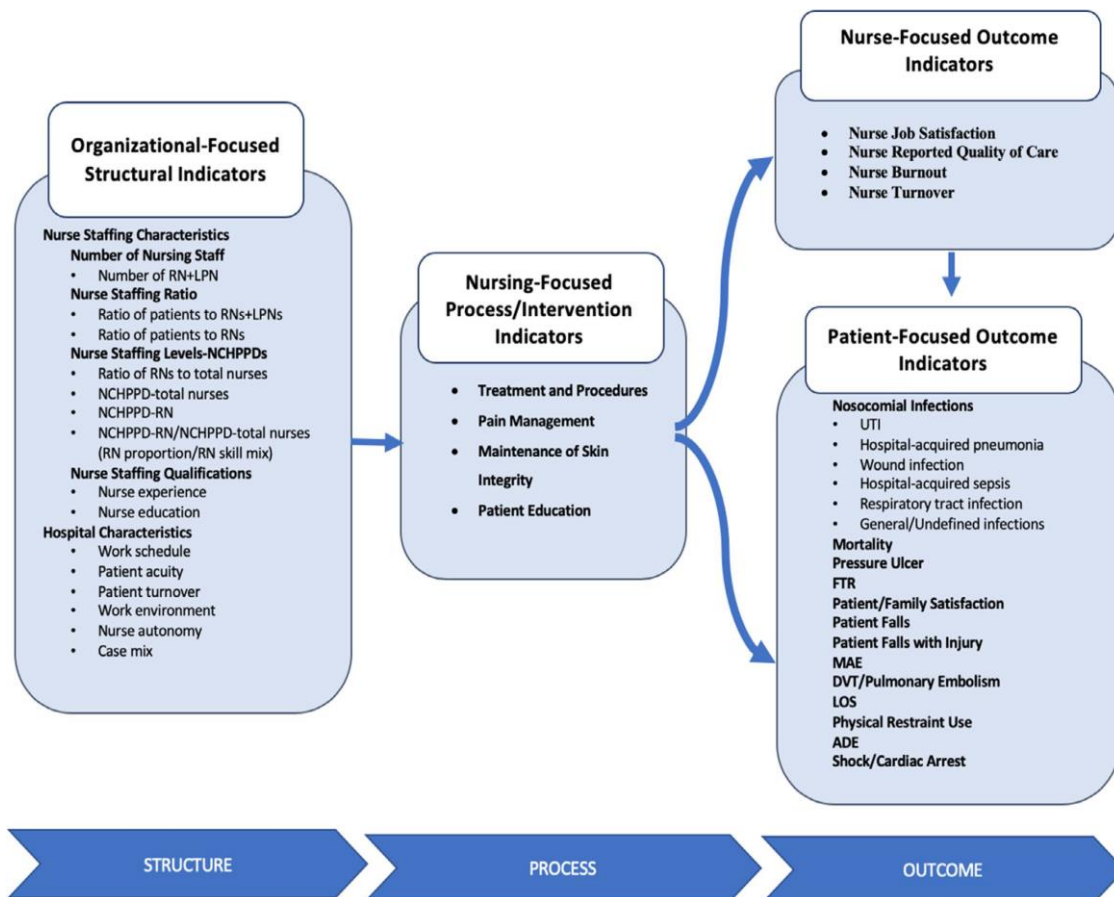 Organizational-Focused
Structural Indicators
Nurse Staffing Characteristics
Number of Nursing Staff
• Number of RN+LPN
Nurse Staffing Ratio
• Ratio of patients to RNs+LPNs
• Ratio of patients to RNs
Nurse Staffing Levels-NCHPPDs
• Ratio of RNs to total nurses
• NCHPPD-total nurses
• NCHPPD-RN
• NCHPPD-RN/NCHPPD-total nurses
(RN proportion/RN skill mix)
Nurse Staffing Qualifications
• Nurse experience
• Nurse education
Hospital Characteristics
• Work schedule
• Patient acuity
• Patient turnover
• Work environment
• Nurse autonomy
• Case mix
Nursing-Focused
Process/Intervention
Indicators
• Treatment and Procedures
• Pain Management
• Maintenance of Skin
Integrity
• Patient Education
Nurse-Focused Outcome
Indicators
• Nurse Job Satisfaction
• Nurse Reported Quality of Care
• Nurse Burnout
• Nurse Turnover
Patient-Focused Outcome
Indicators
Nosocomial Infections
• UTI
• Hospital-acquired pneumonia
• Wound infection
• Hospital-acquired sepsis
• Respiratory tract infection
• General/Undefined infections
Mortality
Pressure Ulcer
FTR
Patient/Family Satisfaction
Patient Falls
Patient Falls with Injury
MAE
DVT/Pulmonary Embolism
LOS
Physical Restraint Use
ADE
Shock/Cardiac Arrest
STRUCTURE
PROCESS
OUTCOME